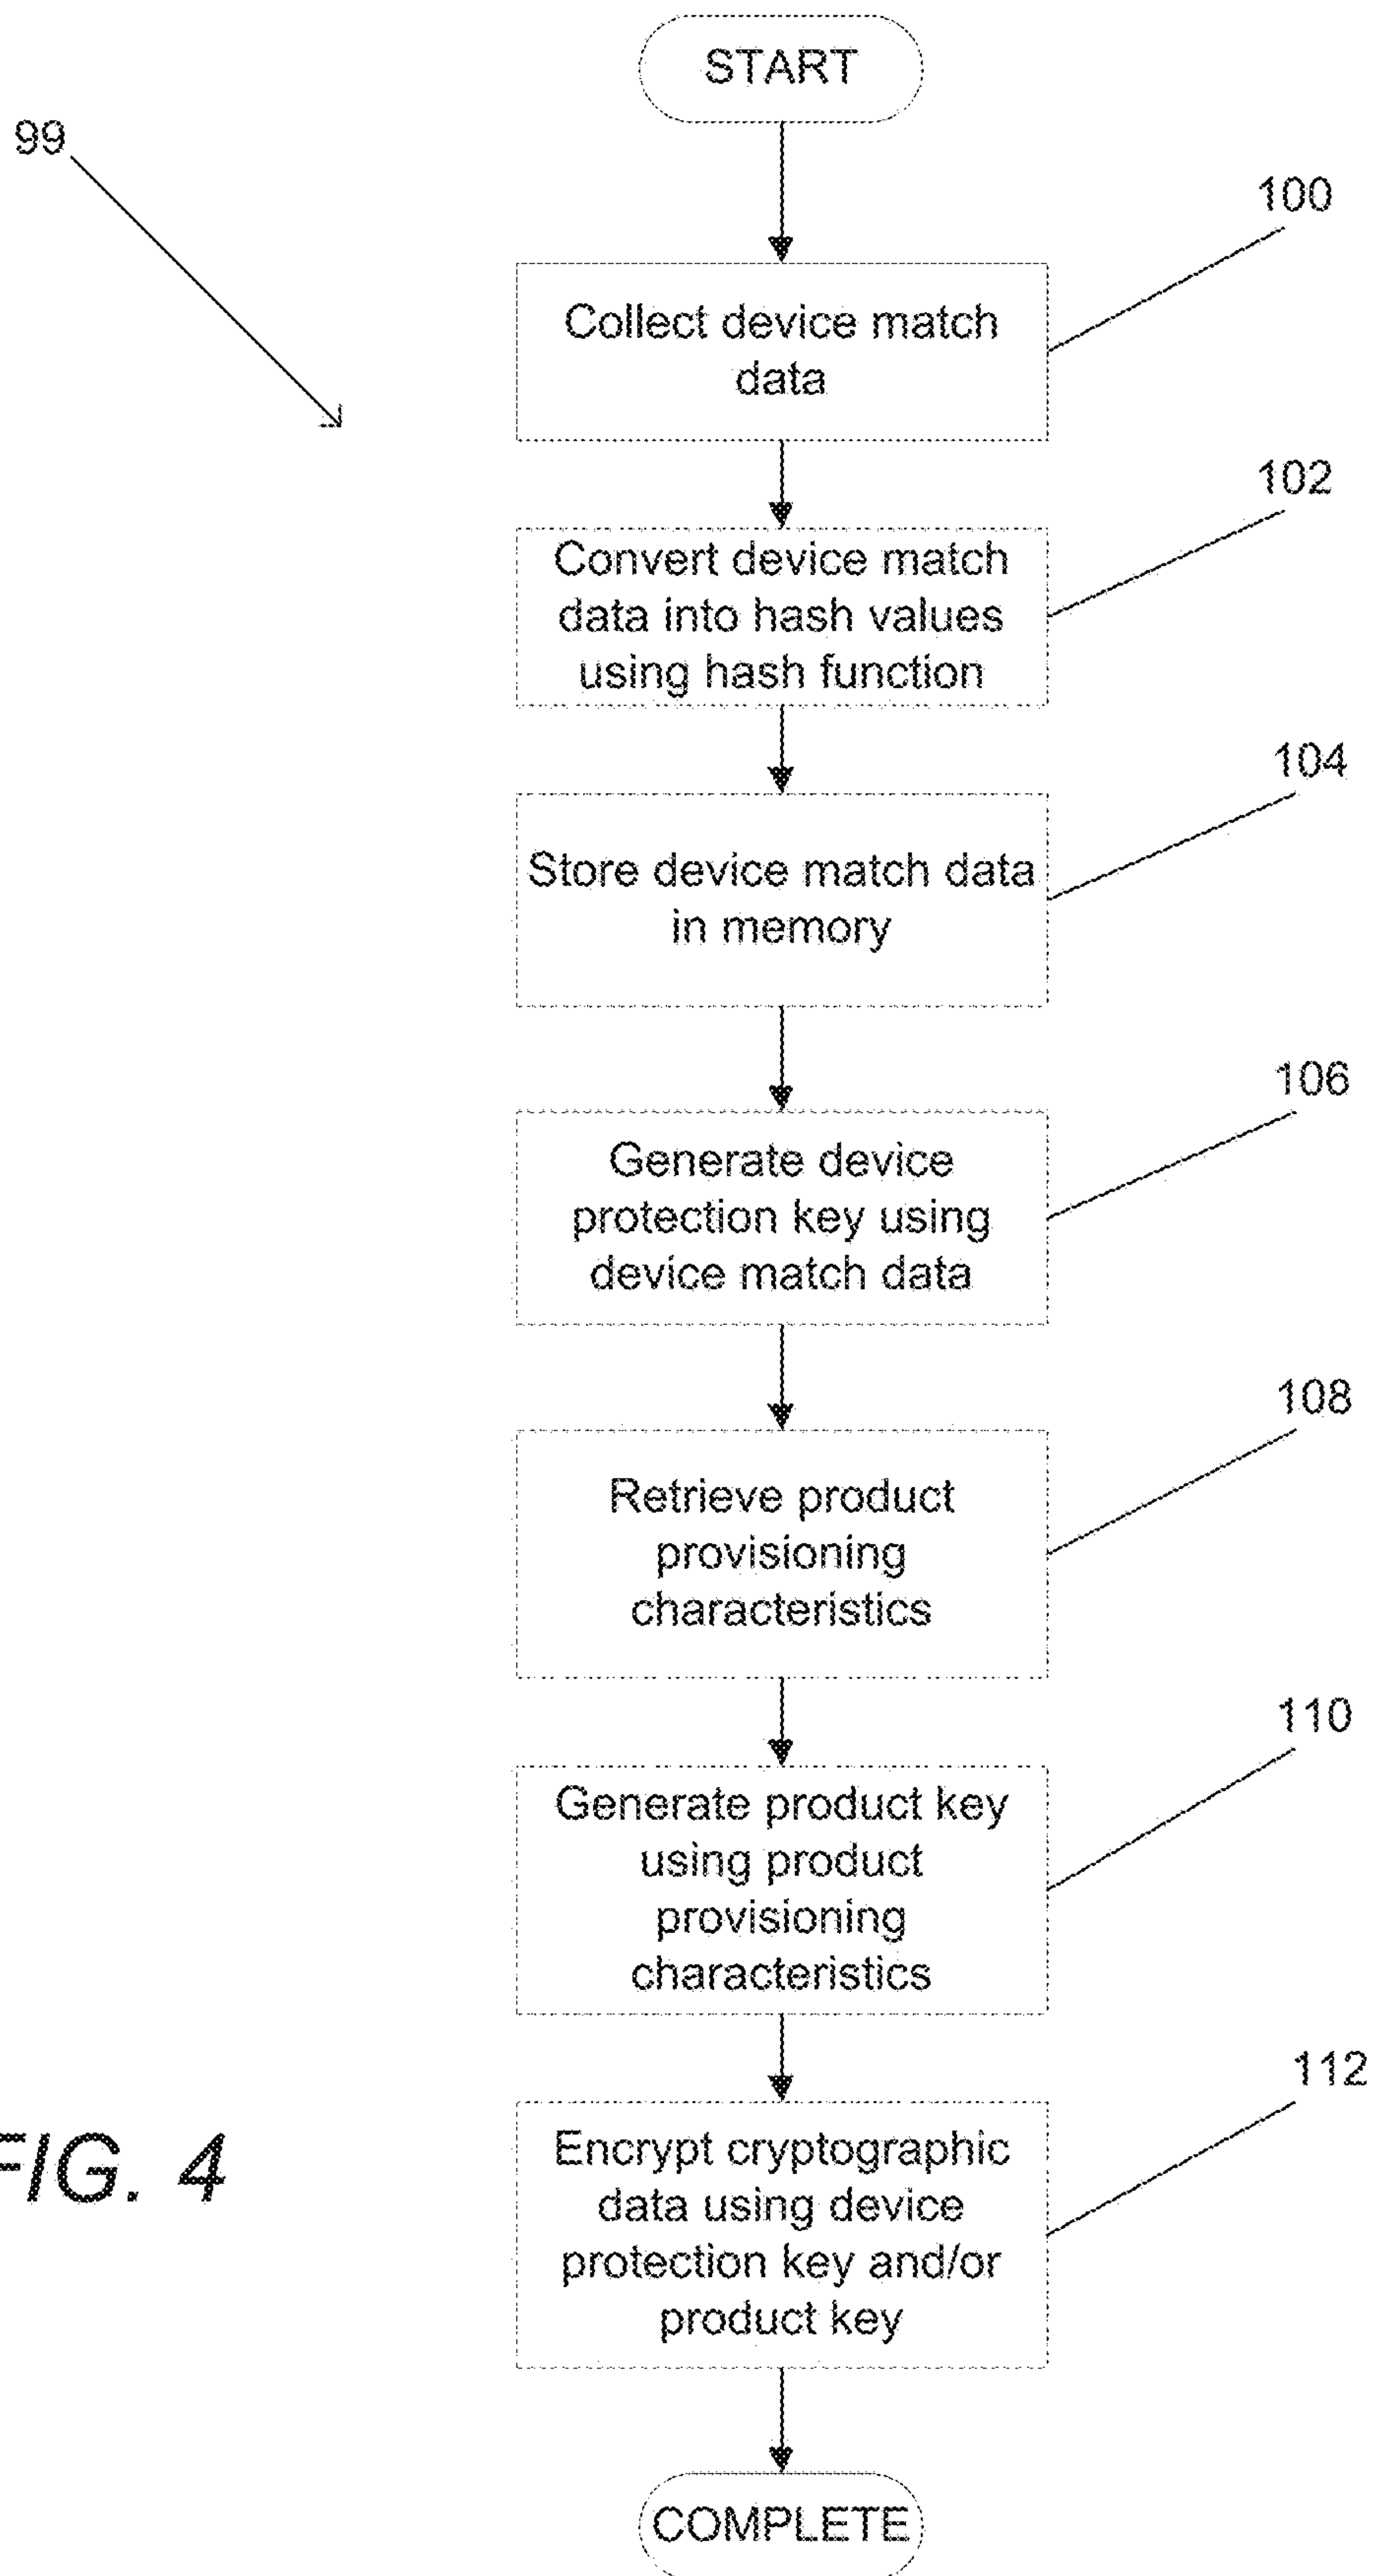 START
99
100
Collect device match
data
102
Convert device match
data into hash values
using hash function
104
Store device match data
in memory
106
Generate device
protection key using
device match data
108
Retrieve product
provisioning
characteristics
110
Generate product key
using product
provisioning
characteristics
112
Encrypt cryptographic
data using device
protection key and/or
product key
FIG. 4
COMPLETE